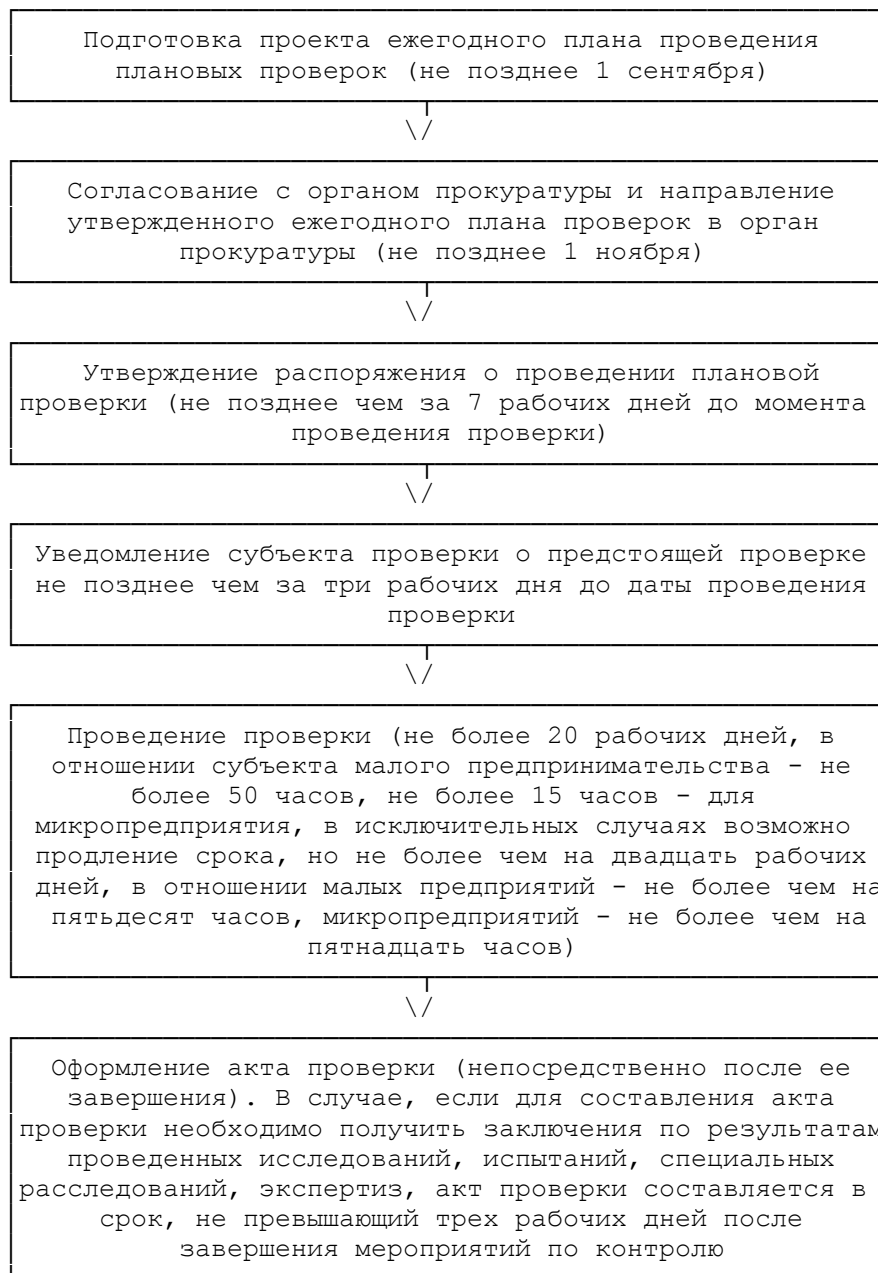 Подготовка проекта ежегодного плана проведения
плановых проверок (не позднее 1 сентября)
\/
Согласование с органом прокуратуры и направление
утвержденного ежегодного плана проверок в орган
прокуратуры (не позднее 1 ноября)
\/
Утверждение распоряжения о проведении плановой
проверки (не позднее чем за 7 рабочих дней до момента
проведения проверки)
\/
Уведомление субъекта проверки о предстоящей проверке
не позднее чем за три рабочих дня до даты проведения
проверки
\/
Проведение проверки (не более 20 рабочих дней, в
отношении субъекта малого предпринимательства - не
более 50 часов, не более 15 часов - для
микропредприятия, в исключительных случаях возможно
продление срока, но не более чем на двадцать рабочих
дней, в отношении малых предприятий - не более чем на
пятьдесят часов, микропредприятий - не более чем на
пятнадцать часов)
\/
Оформление акта проверки (непосредственно после ее
завершения). В случае, если для составления акта
проверки необходимо получить заключения по результатам
проведенных исследований, испытаний, специальных
расследований, экспертиз, акт проверки составляется в
срок, не превышающий трех рабочих дней после
завершения мероприятий по контролю